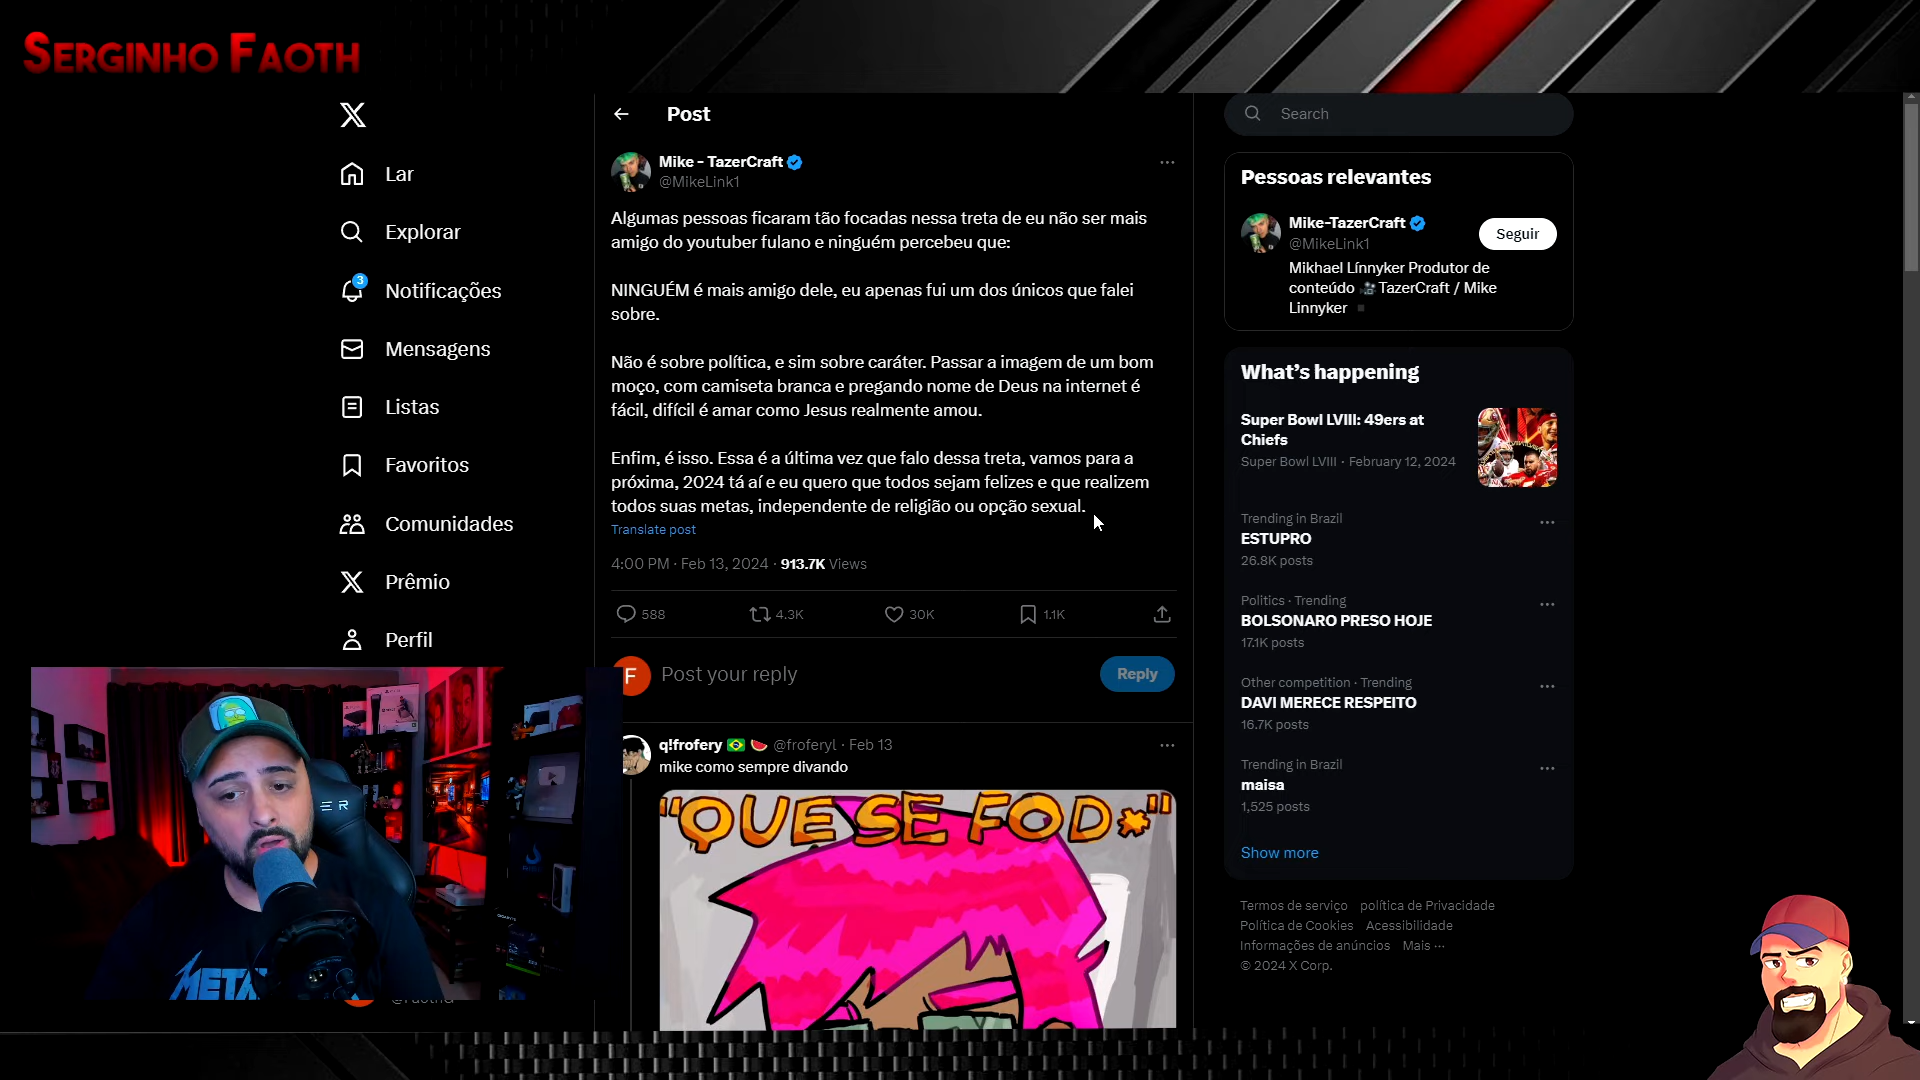 SERGINHO FAOTH
Lar
Explorar
3
Notificações
Mensagens
Listas
Favoritos
Comunidades
Prêmio
Perfil
Post
Mike - TazerCraft
@MikeLink1
Algumas pessoas ficaram tão focadas nessa treta de eu não ser mais
amigo do youtuber fulano e ninguém percebeu que:
NINGUÉM é mais amigo dele, eu apenas fui um dos únicos que falei
sobre.
Não é sobre política, e sim sobre caráter. Passar a imagem de um bom
moço, com camiseta branca e pregando nome de Deus na internet é
fácil, difícil é amar como Jesus realmente amou.
Enfim, é isso. Essa é a última vez que falo dessa treta, vamos para a
próxima, 2024 tá aí e eu quero que todos sejam felizes e que realizem
todos suas metas, independente de religião ou opção sexual.
Translate post
4:00 PM · Feb 13, 2024 · 913.7K Views
588 4.3K 30K 1.1K
F
Post your reply
Reply
q!frofery @froferyl · Feb 13
mike como sempre divando
"QUE SE FOD*"
Search
Pessoas relevantes
Mike-TazerCraft
@MikeLink1
Seguir
Mikhael Línnyker Produtor de
conteúdo TazerCraft / Mike
Linnyker
What's happening
Super Bowl LVIII: 49ers at
Chiefs
Super Bowl LVIII · February 12, 2024
Trending in Brazil
ESTUPRO
26.8K posts
Politics · Trending
BOLSONARO PRESO HOJE
17.1K posts
Other competition · Trending
DAVI MERECE RESPEITO
16.7K posts
Trending in Brazil
maisa
1,525 posts
Show more
Termos de serviço política de Privacidade
Política de Cookies Acessibilidade
Informações de anúncios Mais ···
© 2024 X Corp.